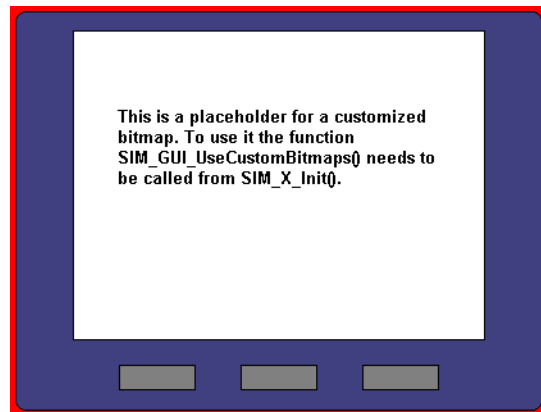 This is a placeholder for a customized
bitmap. To use it the function
SIM_GUI_UseCustomBitmaps() needs to
be called from SIM_X_Init().